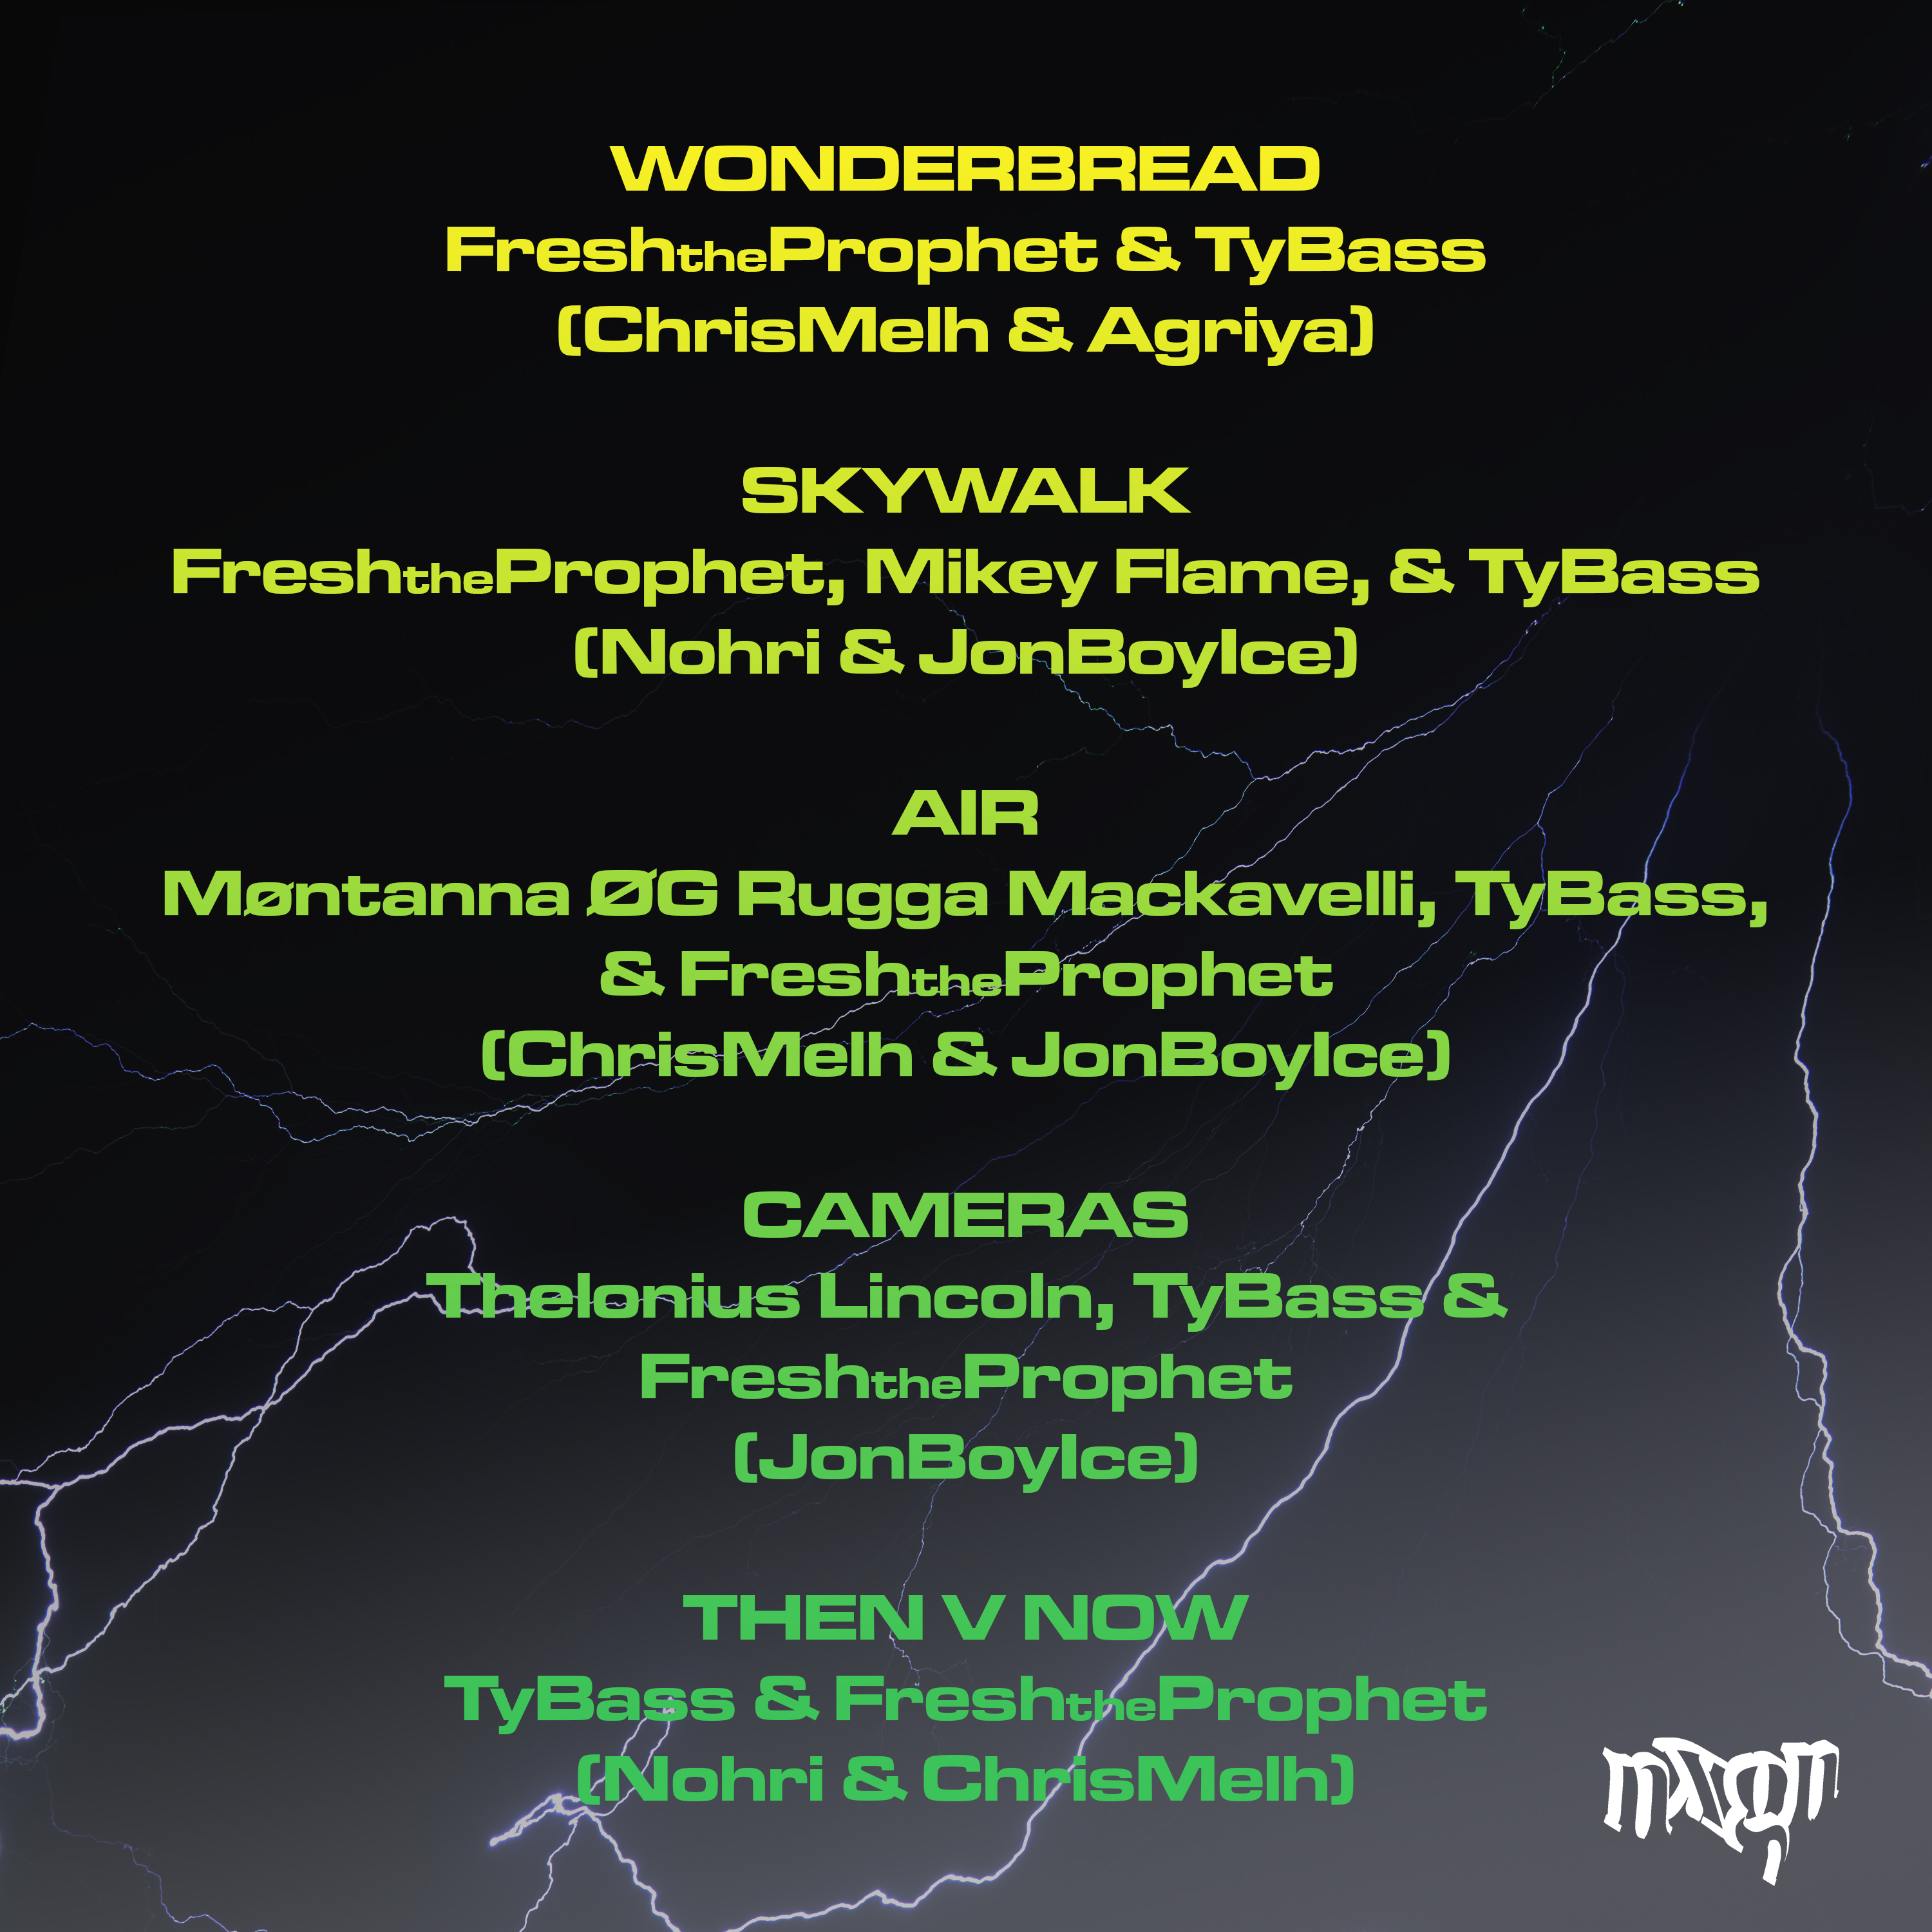 WONDERBREAD
FreshtheProphet & TyBass
(ChrisMelh & Agriya)
SKYWALK
FreshtheProphet, Mikey Flame, & TyBass
(Nohri & JonBoyIce)
AIR
Møntanna ØG Rugga Mackavelli, TyBass,
& FreshtheProphet
(ChrisMelh & JonBoyIce)
CAMERAS
Thelonius Lincoln, TyBass &
FreshtheProphet
(JonBoyIce)
THEN V NOW
TyBass & FreshtheProphet
(Nohri & ChrisMelh)